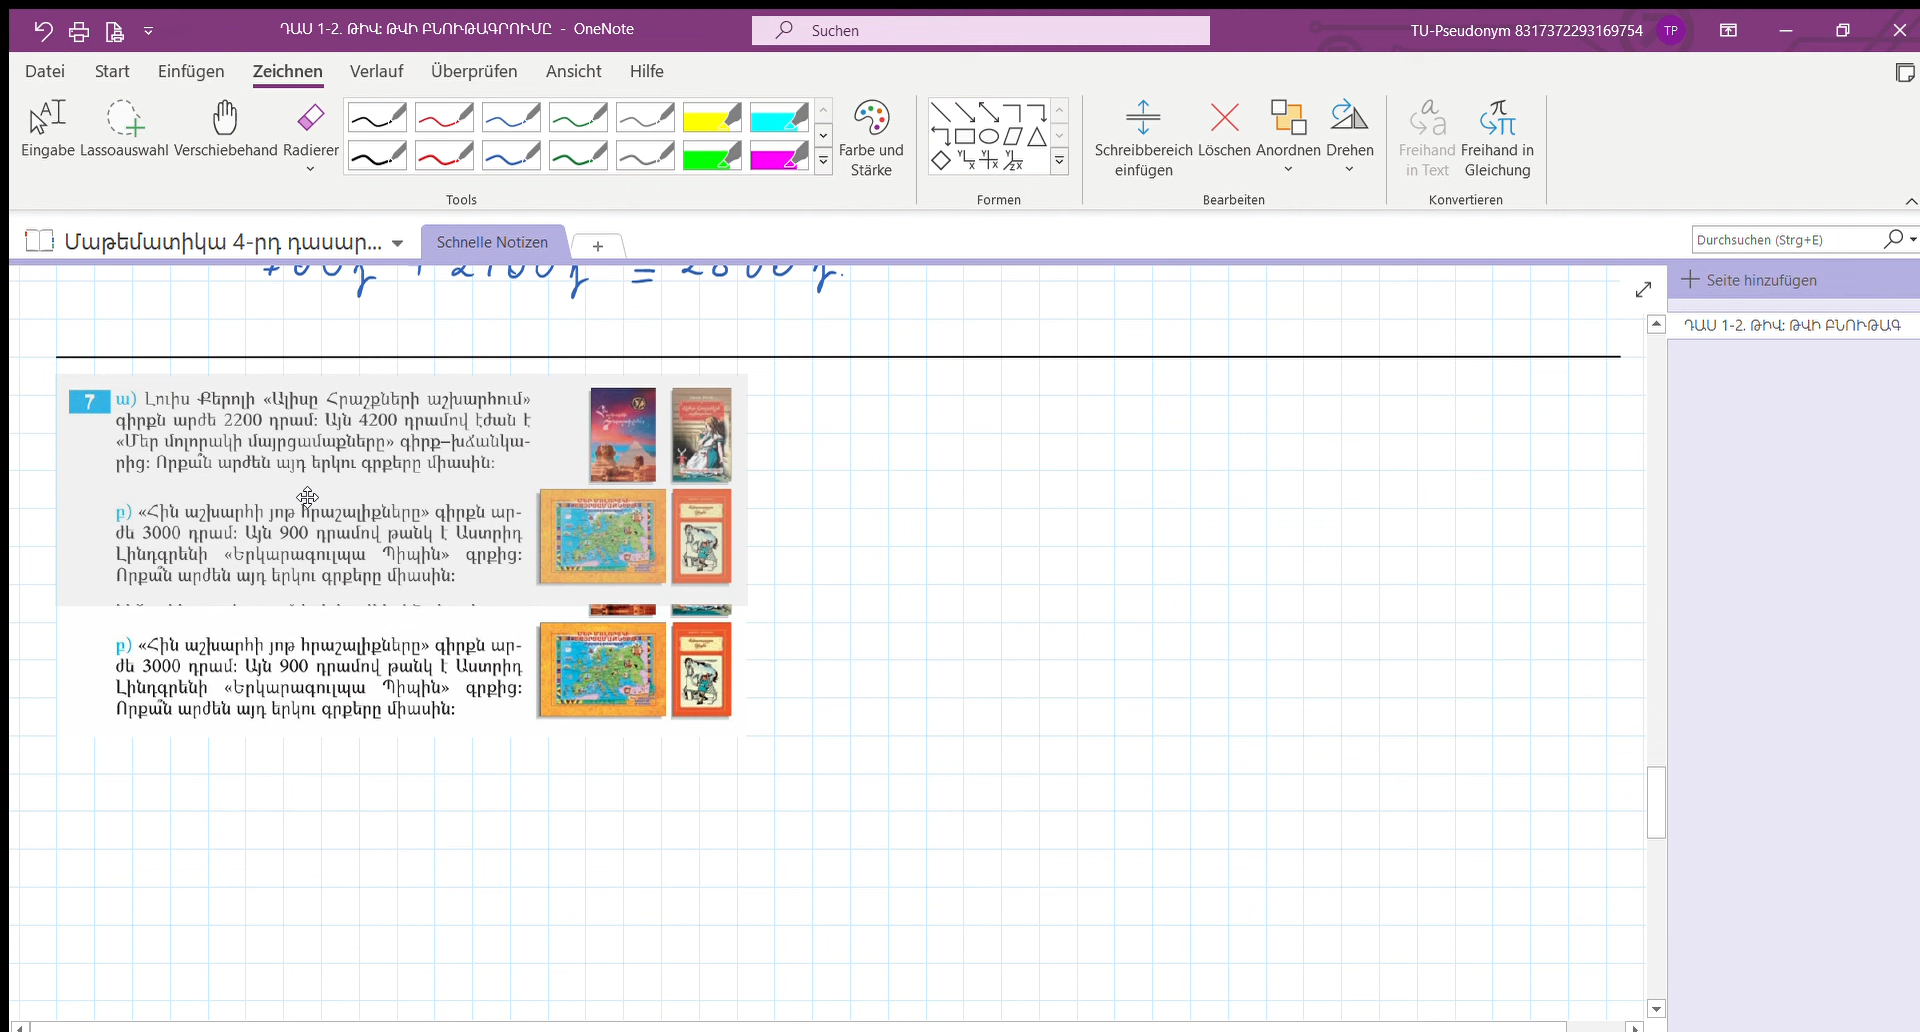 ԴԱՍ 1-2. ԹԻՎ: ԹՎԻ ԲՆՈՒԹԱԳՐՈՒՄԸ - OneNote
Suchen
TU-Pseudonym 8317372293169754
TP
Datei Start Einfügen Zeichnen Verlauf Überprüfen Ansicht Hilfe
Eingabe Lassoauswahl Verschiebehand Radierer
Farbe und Stärke
Schreibbereich einfügen
Löschen Anordnen Drehen
Freihand in Text
Freihand in Gleichung
Tools Formen Bearbeiten Konvertieren
Մաթեմատիկա 4-րդ դասար...
Schnelle Notizen
Durchsuchen (Strg+E)
Seite hinzufügen
ԴԱՍ 1-2. ԹԻՎ: ԹՎԻ ԲՆՈՒԹԱԳ
7 ա) Լուիս Քերոլի «Ալիսը Հրաշքների աշխարհում»
գիրքն արժե 2200 դրամ: Այն 4200 դրամով էժան է
«Մեր մոլորակի մայրցամաքները» գիրք–խճանկա-
րից: Որքա՞ն արժեն այդ երկու գրքերը միասին:
բ) «Հին աշխարհի յոթ հրաշալիքները» գիրքն ար-
ժե 3000 դրամ: Այն 900 դրամով թանկ է Աստրիդ
Լինդգրենի «Երկարագուլպա Պիպին» գրքից:
Որքա՞ն արժեն այդ երկու գրքերը միասին:
բ) «Հին աշխարհի յոթ հրաշալիքները» գիրքն ար-
ժե 3000 դրամ: Այն 900 դրամով թանկ է Աստրիդ
Լինդգրենի «Երկարագուլպա Պիպին» գրքից:
Որքա՞ն արժեն այդ երկու գրքերը միասին: